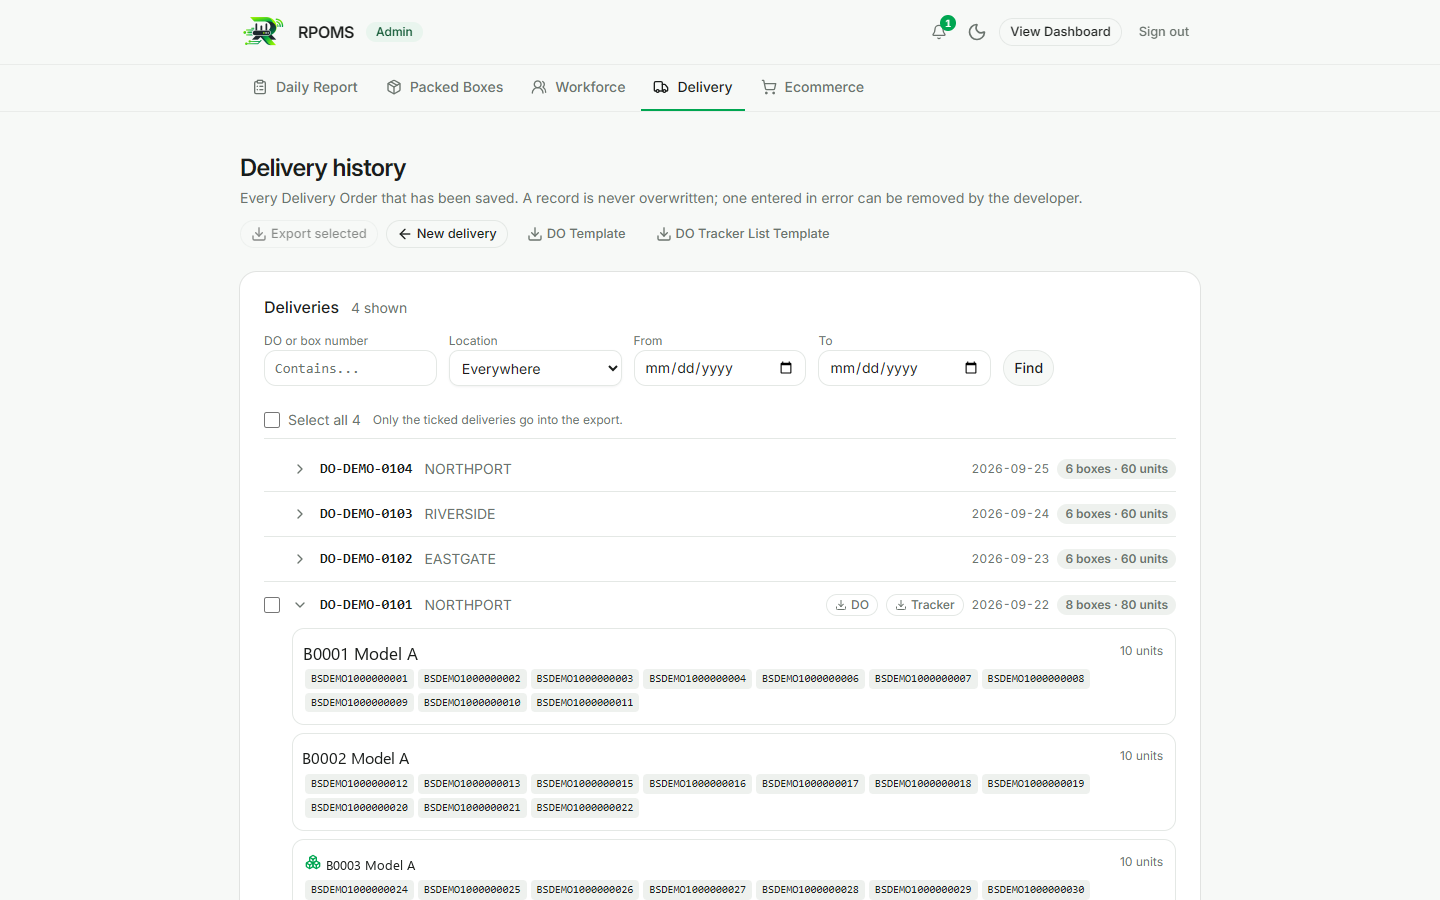 RPOMS Admin 1 View Dashboard Sign out
Daily Report Packed Boxes Workforce Delivery Ecommerce
Delivery history
Every Delivery Order that has been saved. A record is never overwritten; one entered in error can be removed by the developer.
Export selected New delivery DO Template DO Tracker List Template
Deliveries 4 shown
DO or box number Location From To
Contains... Everywhere mm/dd/yyyy mm/dd/yyyy Find
Select all 4 Only the ticked deliveries go into the export.
DO-DEMO-0104 NORTHPORT 2026-09-25 6 boxes · 60 units
DO-DEMO-0103 RIVERSIDE 2026-09-24 6 boxes · 60 units
DO-DEMO-0102 EASTGATE 2026-09-23 6 boxes · 60 units
DO-DEMO-0101 NORTHPORT DO Tracker 2026-09-22 8 boxes · 80 units
B0001 Model A 10 units
BSDEMO1000000001 BSDEMO1000000002 BSDEMO1000000003 BSDEMO1000000004 BSDEMO1000000006 BSDEMO1000000007 BSDEMO1000000008
BSDEMO1000000009 BSDEMO1000000010 BSDEMO1000000011
B0002 Model A 10 units
BSDEMO1000000012 BSDEMO1000000013 BSDEMO1000000015 BSDEMO1000000016 BSDEMO1000000017 BSDEMO1000000018 BSDEMO1000000019
BSDEMO1000000020 BSDEMO1000000021 BSDEMO1000000022
B0003 Model A 10 units
BSDEMO1000000024 BSDEMO1000000025 BSDEMO1000000026 BSDEMO1000000027 BSDEMO1000000028 BSDEMO1000000029 BSDEMO1000000030